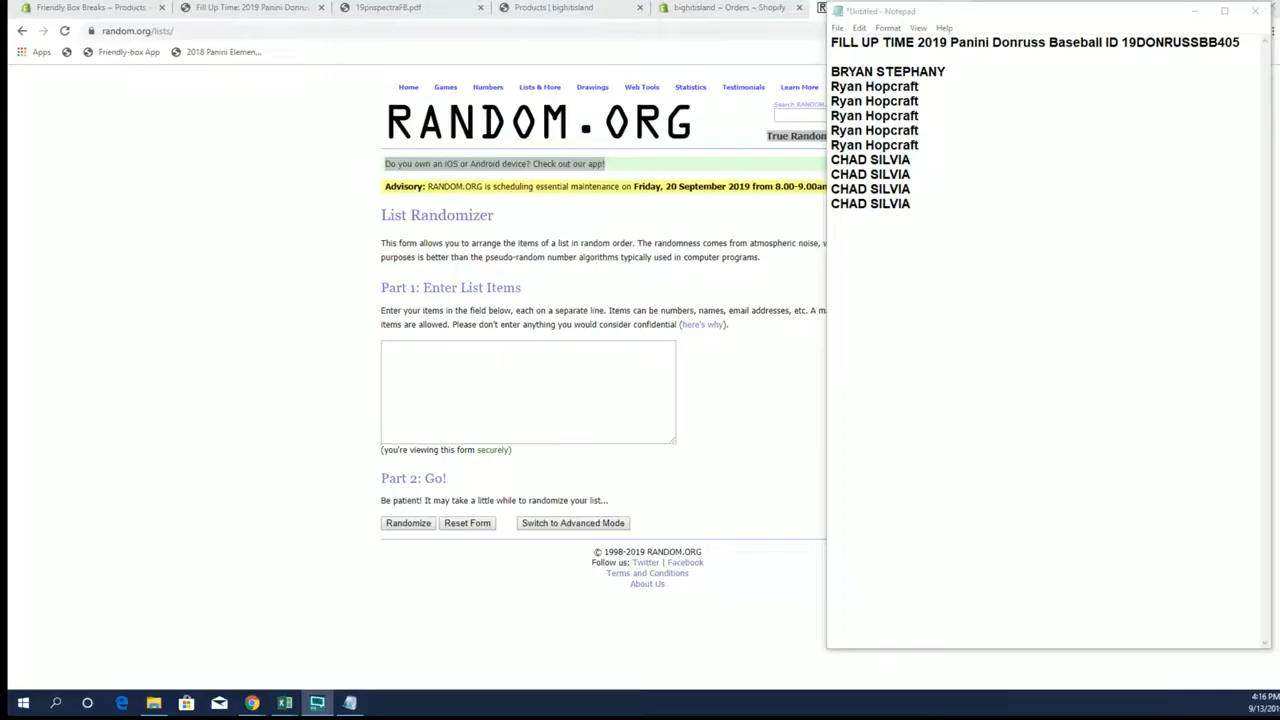 Friendly Box Breaks ~ Products ~
Fill Up Time: 2019 Panini Donrus
19pnspectraFB.pdf
Products | bighitisland
bighitisland ~ Orders ~ Shopify
random.org/lists/
Apps
Friendly-box App
2018 Panini Elemen...
Home
Games
Numbers
Lists & More
Drawings
Web Tools
Statistics
Testimonials
Learn More
RANDOM.ORG
Search RANDOM.
True Random
Do you own an iOS or Android device? Check out our app!
Advisory: RANDOM.ORG is scheduling essential maintenance on Friday, 20 September 2019 from 8.00-9.00am
List Randomizer
This form allows you to arrange the items of a list in random order. The randomness comes from atmospheric noise,
purposes is better than the pseudo-random number algorithms typically used in computer programs.
Part 1: Enter List Items
Enter your items in the field below, each on a separate line. Items can be numbers, names, email addresses, etc. A
items are allowed. Please don't enter anything you would consider confidential (here's why).
(you're viewing this form securely)
Part 2: Go!
Be patient! It may take a little while to randomize your list...
Randomize
Reset Form
Switch to Advanced Mode
© 1998-2019 RANDOM.ORG
Follow us: Twitter | Facebook
Terms and Conditions
About Us
*Untitled - Notepad
File
Edit
Format
View
Help
FILL UP TIME 2019 Panini Donruss Baseball ID 19DONRUSSBB405
BRYAN STEPHANY
Ryan Hopcraft
Ryan Hopcraft
Ryan Hopcraft
Ryan Hopcraft
Ryan Hopcraft
CHAD SILVIA
CHAD SILVIA
CHAD SILVIA
CHAD SILVIA
4:16 PM
9/13/201